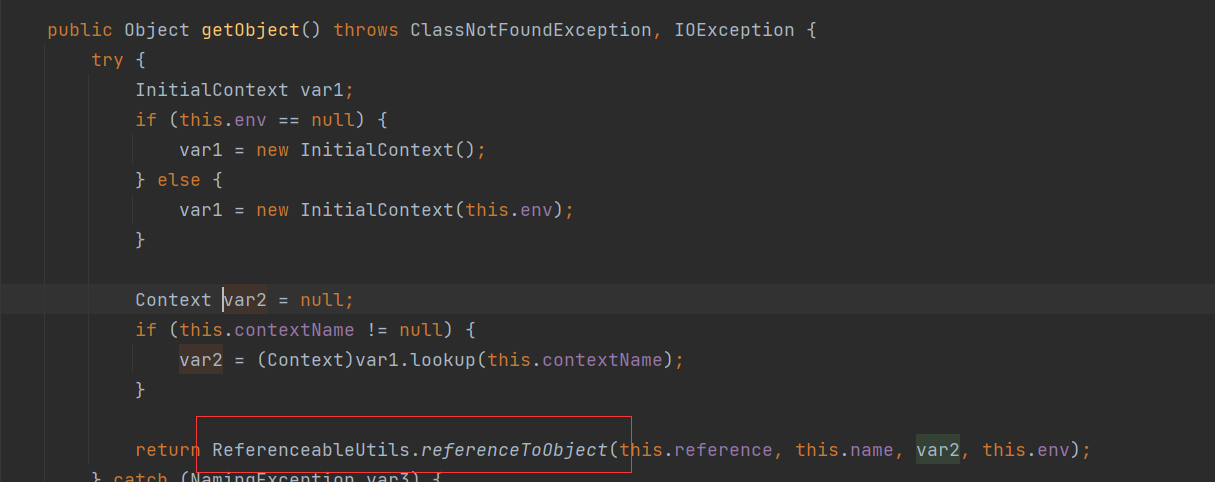 public Object getObject() throws ClassNotFoundException, IOException {
try {
InitialContext var1;
if (this.env == null) {
var1 = new InitialContext();
} else {
var1 = new InitialContext(this.env);
}
Context var2 = null;
if (this.contextName != null) {
var2 = (Context)var1.lookup(this.contextName);
}
return ReferenceableUtils.referenceToObject(this.reference, this.name, var2, this.env);
} catch (NamingException var3) {